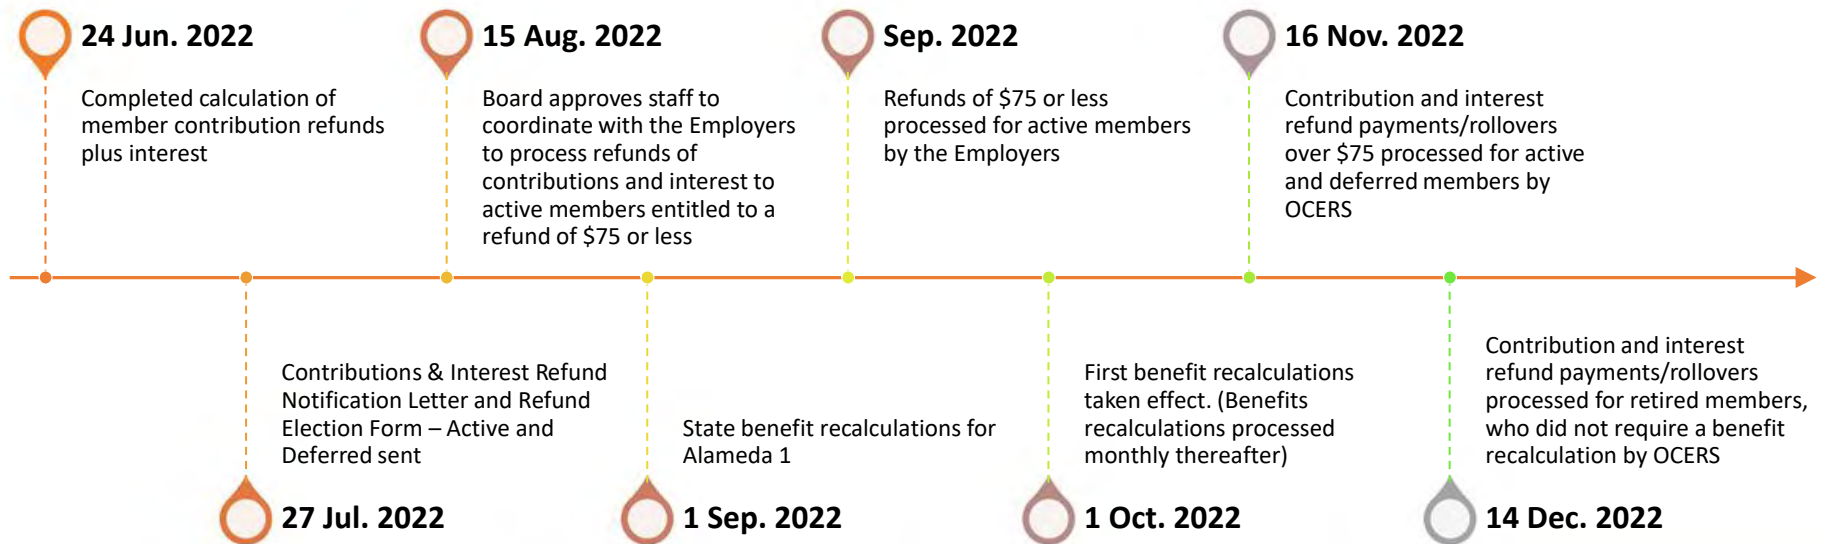 24 Jun. 2022
Completed calculation of
member contribution refunds
plus interest
15 Aug. 2022
Board approves staff to
coordinate with the Employers
to process refunds of
contributions and interest to
active members entitled to a
refund of $75 or less
Sep. 2022
Refunds of $75 or less
processed for active members
by the Employers
16 Nov. 2022
Contribution and interest
refund payments/rollovers
over $75 processed for active
and deferred members by
OCERS
Contributions & Interest Refund
Notification Letter and Refund
Election Form – Active and
Deferred sent
27 Jul. 2022
State benefit recalculations for
Alameda 1
1 Sep. 2022
First benefit recalculations
taken effect. (Benefits
recalculations processed
monthly thereafter)
1 Oct. 2022
Contribution and interest
refund payments/rollovers
processed for retired members,
who did not require a benefit
recalculation by OCERS
14 Dec. 2022